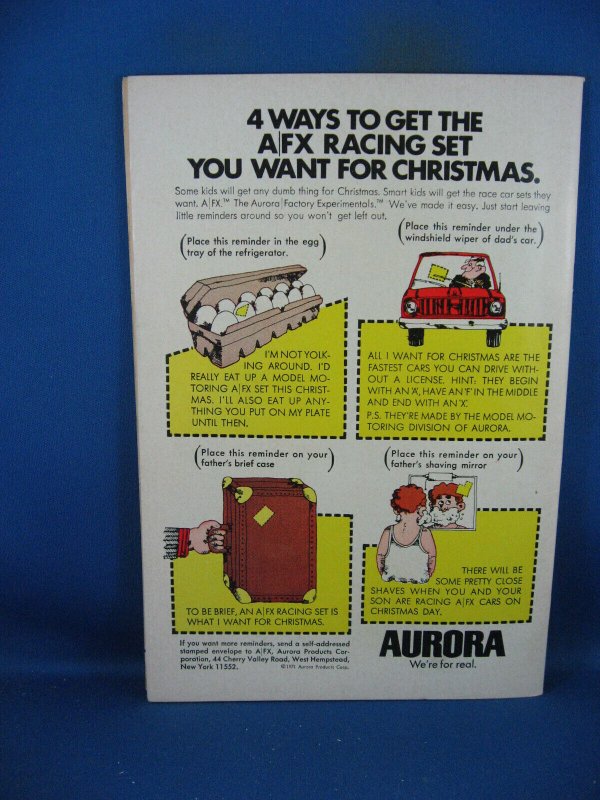 4 WAYS TO GET THE
A|FX RACING SET
YOU WANT FOR CHRISTMAS.
Some kids will get any dumb thing for Christmas. Smart kids will get the race car sets they
want. A|FX.™ The Aurora|Factory Experimentals.™ We've made it easy. Just start leaving
little reminders around so you won't get left out.
(Place this reminder in the egg
tray of the refrigerator.)
I'M NOT YOLK-
ING AROUND. I'D
REALLY EAT UP A MODEL MO-
TORING A|FX SET THIS CHRIST-
MAS. I'LL ALSO EAT UP ANY-
THING YOU PUT ON MY PLATE
UNTIL THEN.
(Place this reminder under the
windshield wiper of dad's car.)
ALL I WANT FOR CHRISTMAS ARE THE
FASTEST CARS YOU CAN DRIVE WITH-
OUT A LICENSE. HINT: THEY BEGIN
WITH AN 'A', HAVE AN 'F' IN THE MIDDLE
AND END WITH AN 'X'.
P.S. THEY'RE MADE BY THE MODEL MO-
TORING DIVISION OF AURORA.
(Place this reminder on your
father's brief case)
TO BE BRIEF, AN A|FX RACING SET IS
WHAT I WANT FOR CHRISTMAS.
(Place this reminder on your
father's shaving mirror)
THERE WILL BE
SOME PRETTY CLOSE
SHAVES WHEN YOU AND YOUR
SON ARE RACING A|FX CARS ON
CHRISTMAS DAY.
If you want more reminders, send a self-addressed
stamped envelope to A|FX, Aurora Products Cor-
poration, 44 Cherry Valley Road, West Hempstead,
New York 11552. ©1971 Aurora Products Corp.
AURORA
We're for real.